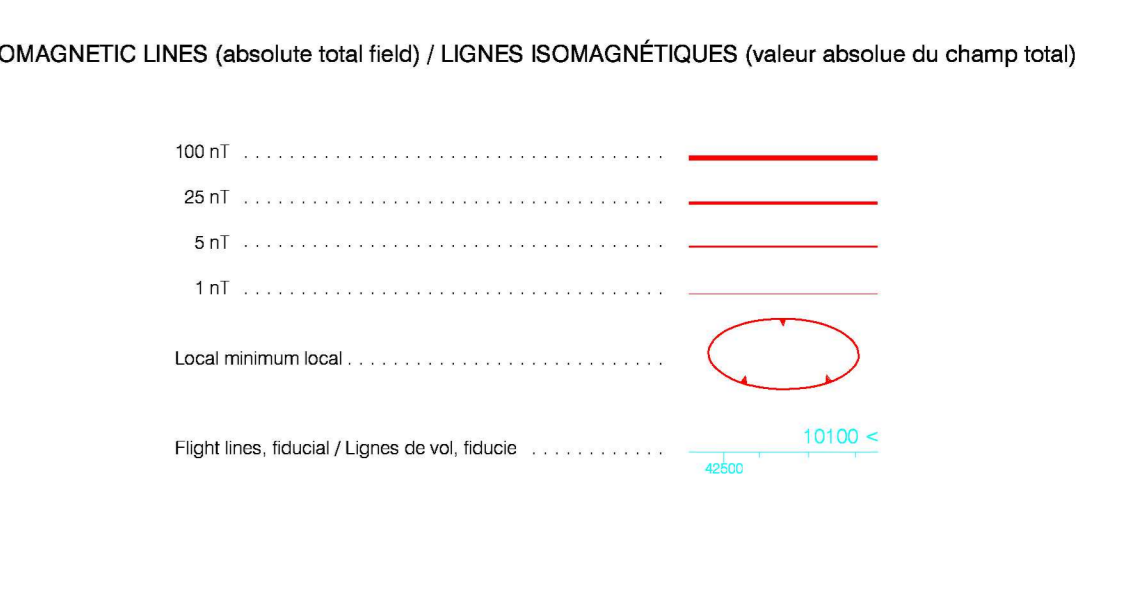 OMAGNETIC LINES (absolute total field) / LIGNES ISOMAGNÉTIQUES (valeur absolue du champ total)
100 nT . . . . . . . . . . . . . . . . . . . . . . . . . . . . . . . . . . . . .
25 nT . . . . . . . . . . . . . . . . . . . . . . . . . . . . . . . . . . . . .
5 nT . . . . . . . . . . . . . . . . . . . . . . . . . . . . . . . . . . . . .
1 nT . . . . . . . . . . . . . . . . . . . . . . . . . . . . . . . . . . . . .
Local minimum local . . . . . . . . . . . . . . . . . . . . . . . . . . . .
10100 <
Flight lines, fiducial / Lignes de vol, fiducie . . . . . . . . . . . .
42500